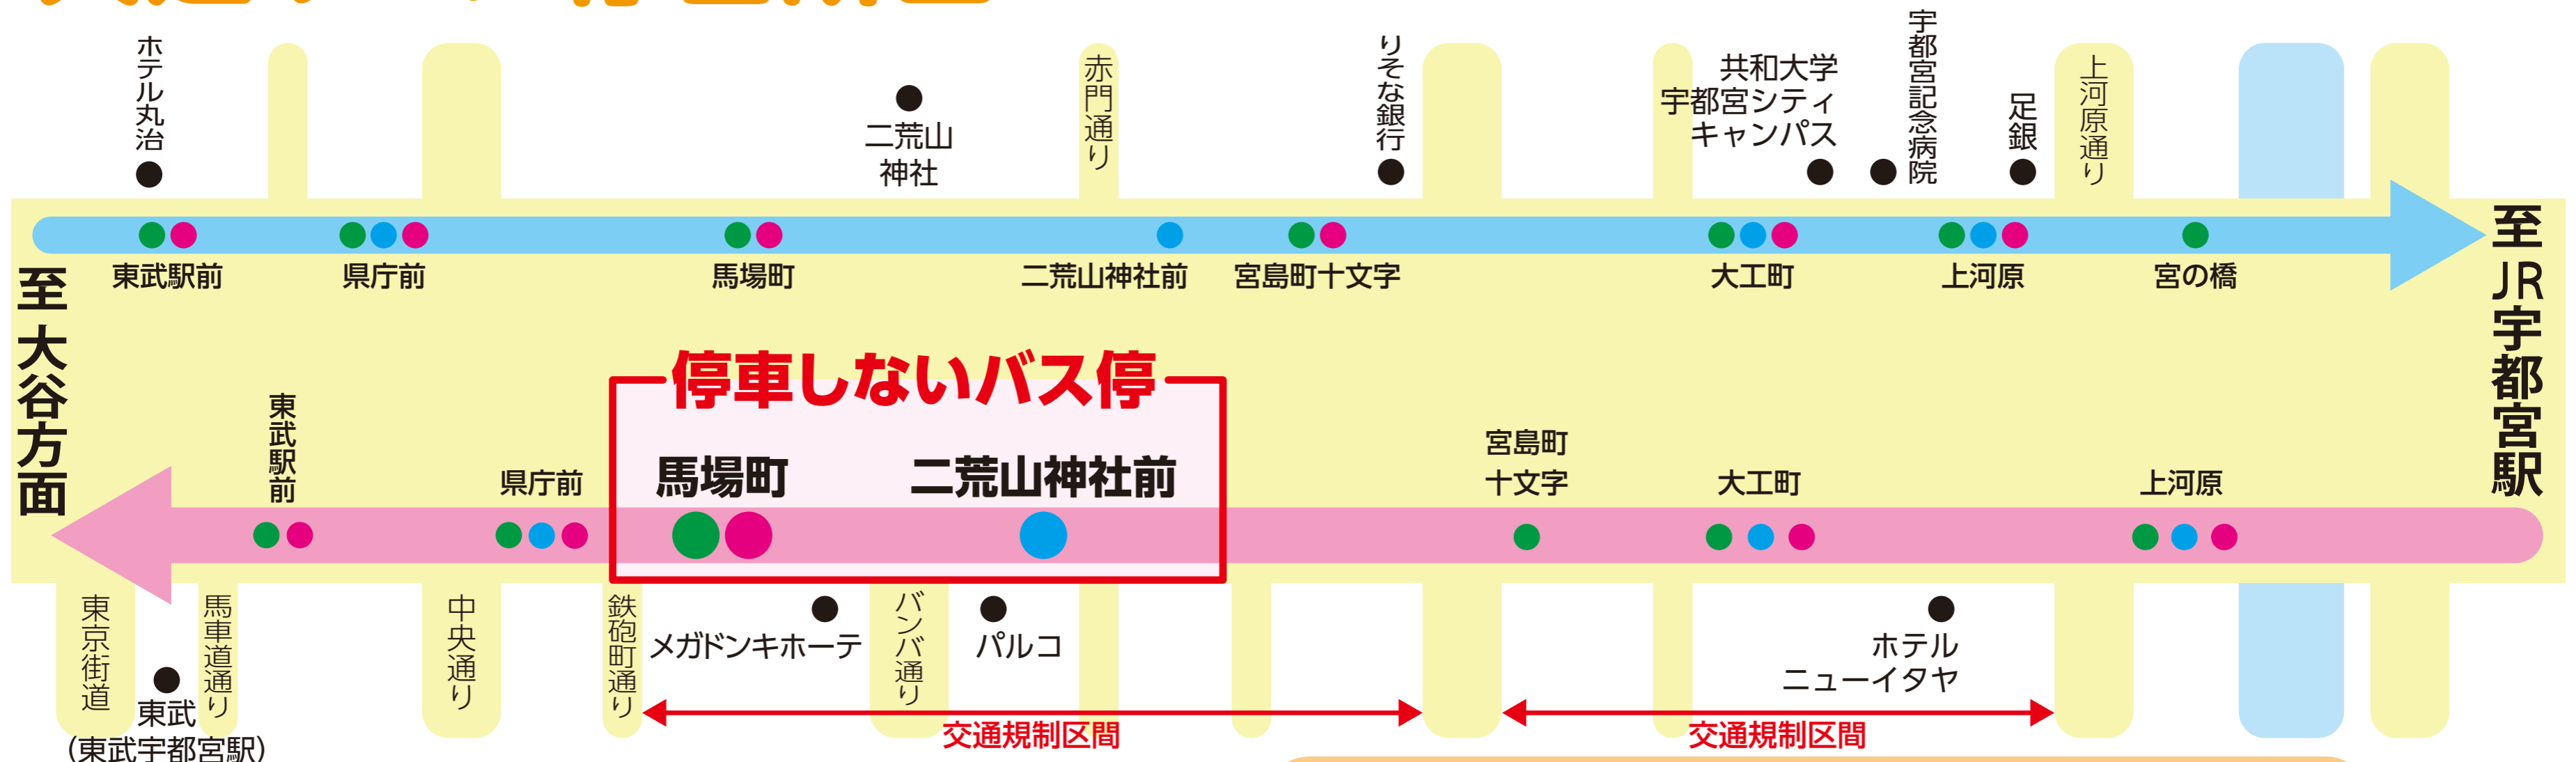 ホテル丸治
二荒山
神社
赤門通り
りそな銀行
共和大学
宇都宮シティ
キャンパス
宇都宮記念病院
足銀
上河原通り
東武駅前
県庁前
馬場町
二荒山神社前
宮島町十文字
大工町
上河原
宮の橋
至大谷方面
至JR宇都宮駅
停車しないバス停
東武駅前
県庁前
馬場町
二荒山神社前
宮島町
十文字
大工町
上河原
東京街道
馬車道通り
中央通り
鉄砲町通り
メガドンキホーテ
バンバ通り
パルコ
ホテル
ニューイタヤ
東武
（東武宇都宮駅）
交通規制区間
交通規制区間